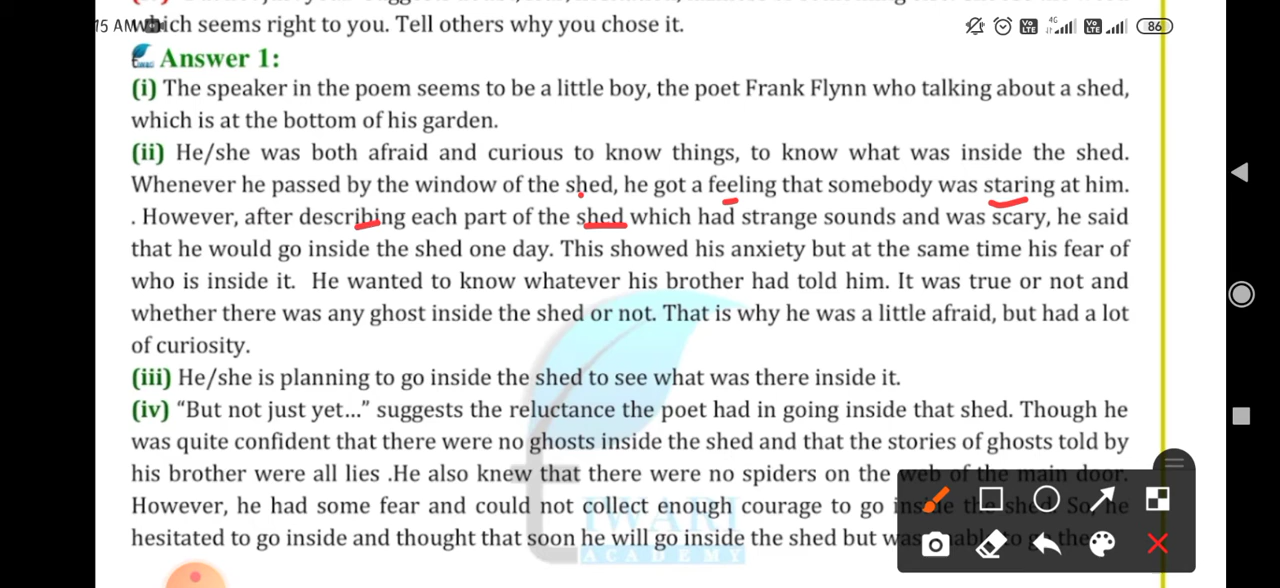 which seems right to you. Tell others why you chose it.
15 AM
4G
Vo LTE
Vo LTE
86
Answer 1:
(i) The speaker in the poem seems to be a little boy, the poet Frank Flynn who talking about a shed,
which is at the bottom of his garden.
(ii) He/she was both afraid and curious to know things, to know what was inside the shed.
Whenever he passed by the window of the shed, he got a feeling that somebody was staring at him.
. However, after describing each part of the shed which had strange sounds and was scary, he said
that he would go inside the shed one day. This showed his anxiety but at the same time his fear of
who is inside it. He wanted to know whatever his brother had told him. It was true or not and
whether there was any ghost inside the shed or not. That is why he was a little afraid, but had a lot
of curiosity.
(iii) He/she is planning to go inside the shed to see what was there inside it.
(iv) “But not just yet...” suggests the reluctance the poet had in going inside that shed. Though he
was quite confident that there were no ghosts inside the shed and that the stories of ghosts told by
his brother were all lies .He also knew that there were no spiders on the web of the main door.
However, he had some fear and could not collect enough courage to go inside the shed. So he
hesitated to go inside and thought that soon he will go inside the shed but was
IWARI
ACADEMY